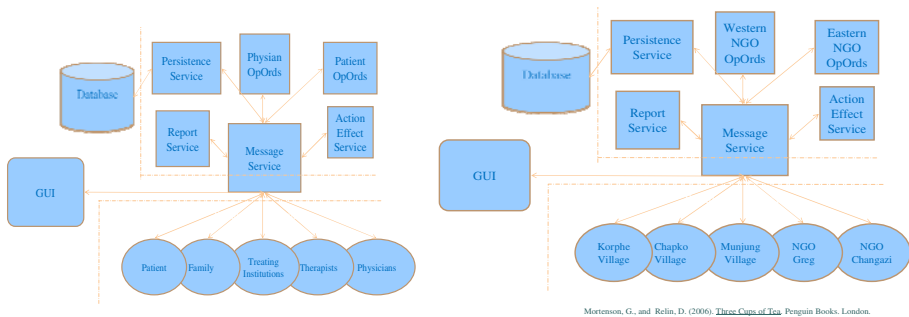 Database
Persistence
Service
Physian
OpOrds
Patient
OpOrds
Report
Service
Message
Service
Action
Effect
Service
GUI
Patient
Family
Treating
Institutions
Therapists
Physicians
Database
Persistence
Service
Western
NGO
OpOrds
Eastern
NGO
OpOrds
Report
Service
Message
Service
Action
Effect
Service
GUI
Korphe
Village
Chapko
Village
Munjung
Village
NGO
Greg
NGO
Changazi
Mortenson, G., and Relin, D. (2006). Three Cups of Tea. Penguin Books. London.